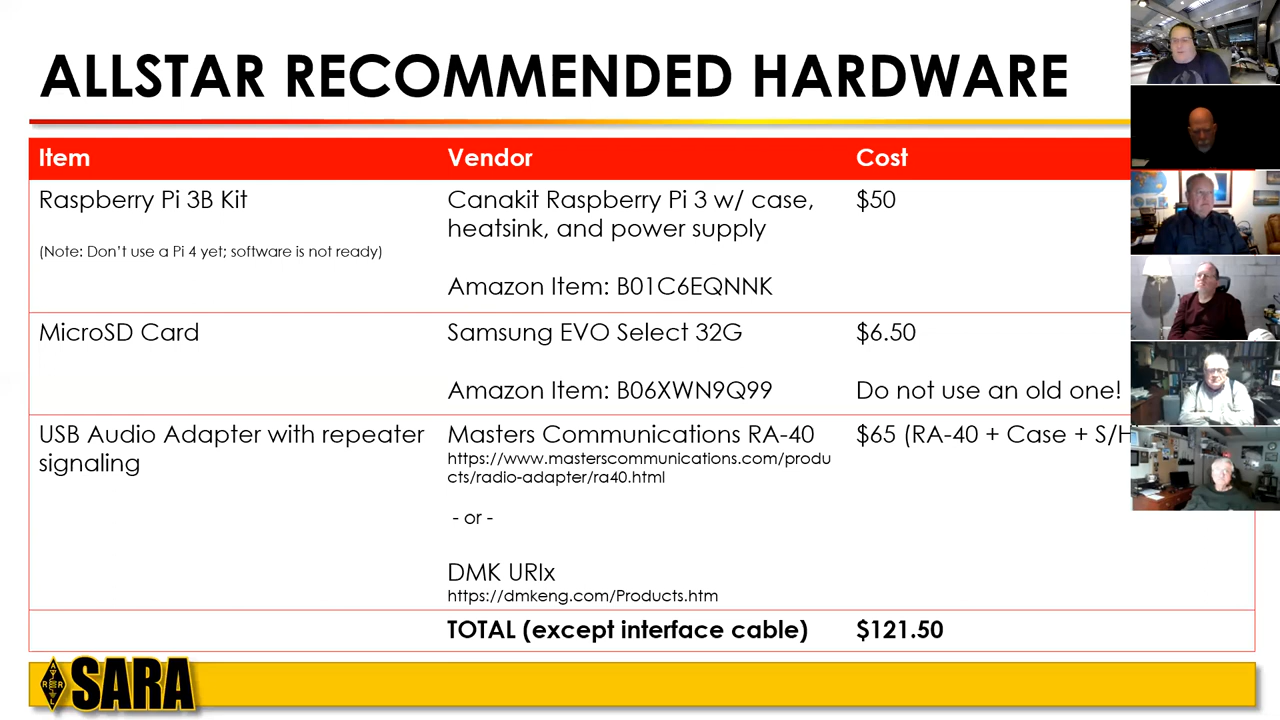 ALLSTAR RECOMMENDED HARDWARE
Item
Vendor
Cost
Raspberry Pi 3B Kit
(Note: Don't use a Pi 4 yet; software is not ready)
Canakit Raspberry Pi 3 w/ case,
heatsink, and power supply
Amazon Item: B01C6EQNNK
$50
MicroSD Card
Samsung EVO Select 32G
Amazon Item: B06XWN9Q99
$6.50
Do not use an old one!
USB Audio Adapter with repeater
signaling
Masters Communications RA-40
https://www.masterscommunications.com/produ
cts/radio-adapter/ra40.html
- or -
DMK URIx
https://dmkeng.com/Products.htm
$65 (RA-40 + Case + S/H
TOTAL (except interface cable)
$121.50
SARA